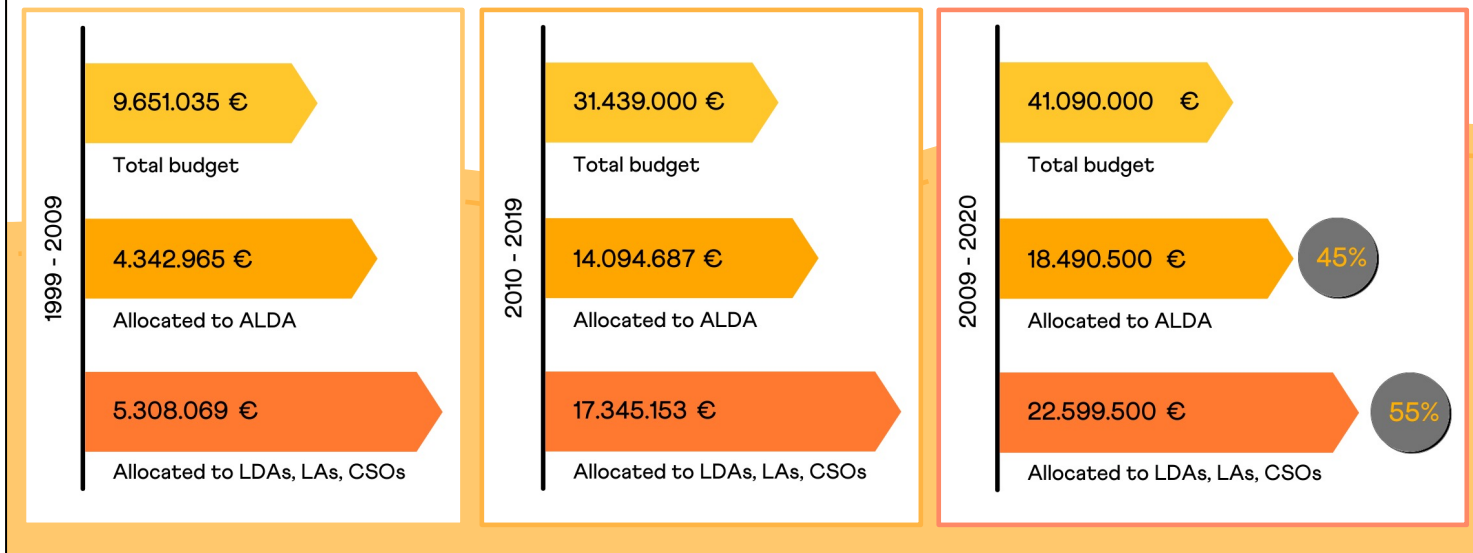 1999 - 2009
9.651.035 €
Total budget
4.342.965 €
Allocated to ALDA
5.308.069 €
Allocated to LDAs, LAs, CSOs
2010 - 2019
31.439.000 €
Total budget
14.094.687 €
Allocated to ALDA
17.345.153 €
Allocated to LDAs, LAs, CSOs
2009 - 2020
41.090.000 €
Total budget
18.490.500 €
45%
Allocated to ALDA
22.599.500 €
55%
Allocated to LDAs, LAs, CSOs